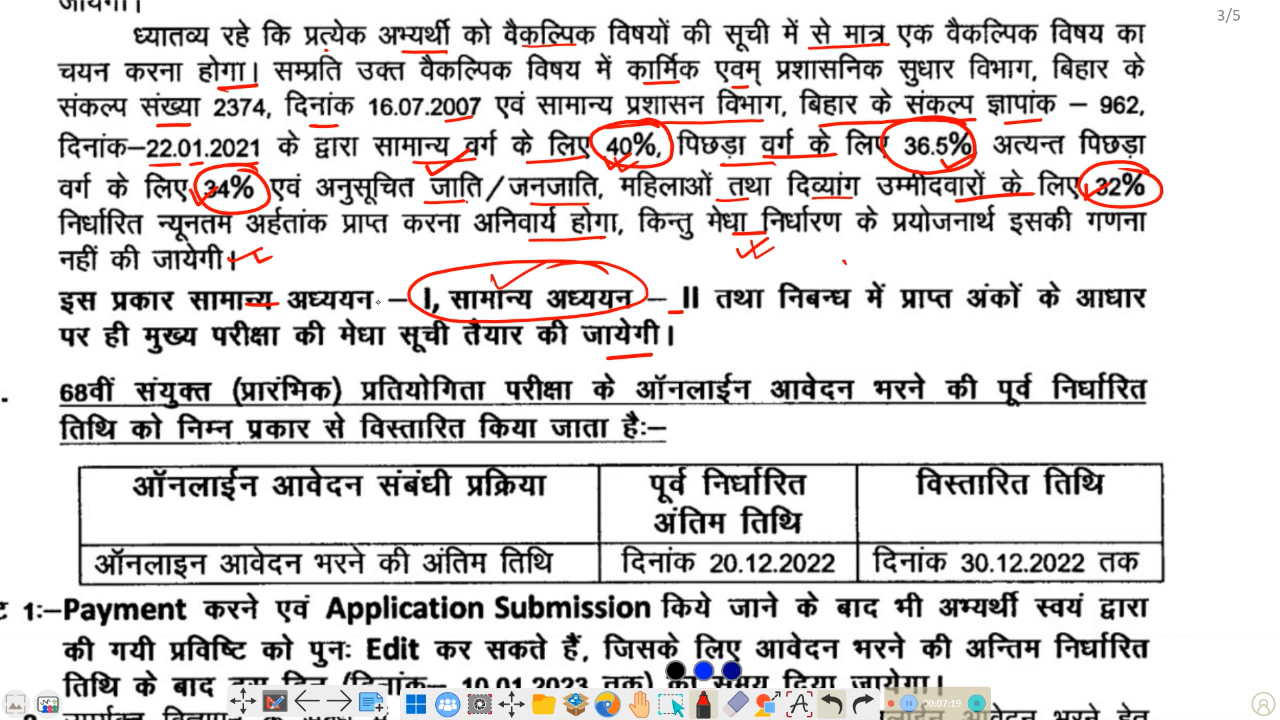 जायेगी।
3/5
ध्यातव्य रहे कि प्रत्येक अभ्यर्थी को वैकल्पिक विषयों की सूची में से मात्र एक वैकल्पिक विषय का
चयन करना होगा। सम्प्रति उक्त वैकल्पिक विषय में कार्मिक एवम् प्रशासनिक सुधार विभाग, बिहार के
संकल्प संख्या 2374, दिनांक 16.07.2007 एवं सामान्य प्रशासन विभाग, बिहार के संकल्प ज्ञापांक – 962,
दिनांक–22.01.2021 के द्वारा सामान्य वर्ग के लिए 40%, पिछड़ा वर्ग के लिए 36.5% अत्यन्त पिछड़ा
वर्ग के लिए 34% एवं अनुसूचित जाति/जनजाति, महिलाओं तथा दिव्यांग उम्मीदवारों के लिए 32%
निर्धारित न्यूनतम अर्हतांक प्राप्त करना अनिवार्य होगा, किन्तु मेधा निर्धारण के प्रयोजनार्थ इसकी गणना
नहीं की जायेगी।
इस प्रकार सामान्य अध्ययन – I, सामान्य अध्ययन – II तथा निबन्ध में प्राप्त अंकों के आधार
पर ही मुख्य परीक्षा की मेधा सूची तैयार की जायेगी।
68वीं संयुक्त (प्रारंभिक) प्रतियोगिता परीक्षा के ऑनलाईन आवेदन भरने की पूर्व निर्धारित
तिथि को निम्न प्रकार से विस्तारित किया जाता हैः–
ऑनलाईन आवेदन संबंधी प्रक्रिया पूर्व निर्धारित अंतिम तिथि विस्तारित तिथि
ऑनलाइन आवेदन भरने की अंतिम तिथि दिनांक 20.12.2022 दिनांक 30.12.2022 तक
1:–Payment करने एवं Application Submission किये जाने के बाद भी अभ्यर्थी स्वयं द्वारा
की गयी प्रविष्टि को पुनः Edit कर सकते हैं, जिसके लिए आवेदन भरने की अन्तिम निर्धारित
तिथि के बाद (दिनांक– 10.01.2023 तक) का समय दिया जायेगा।
00:07:19